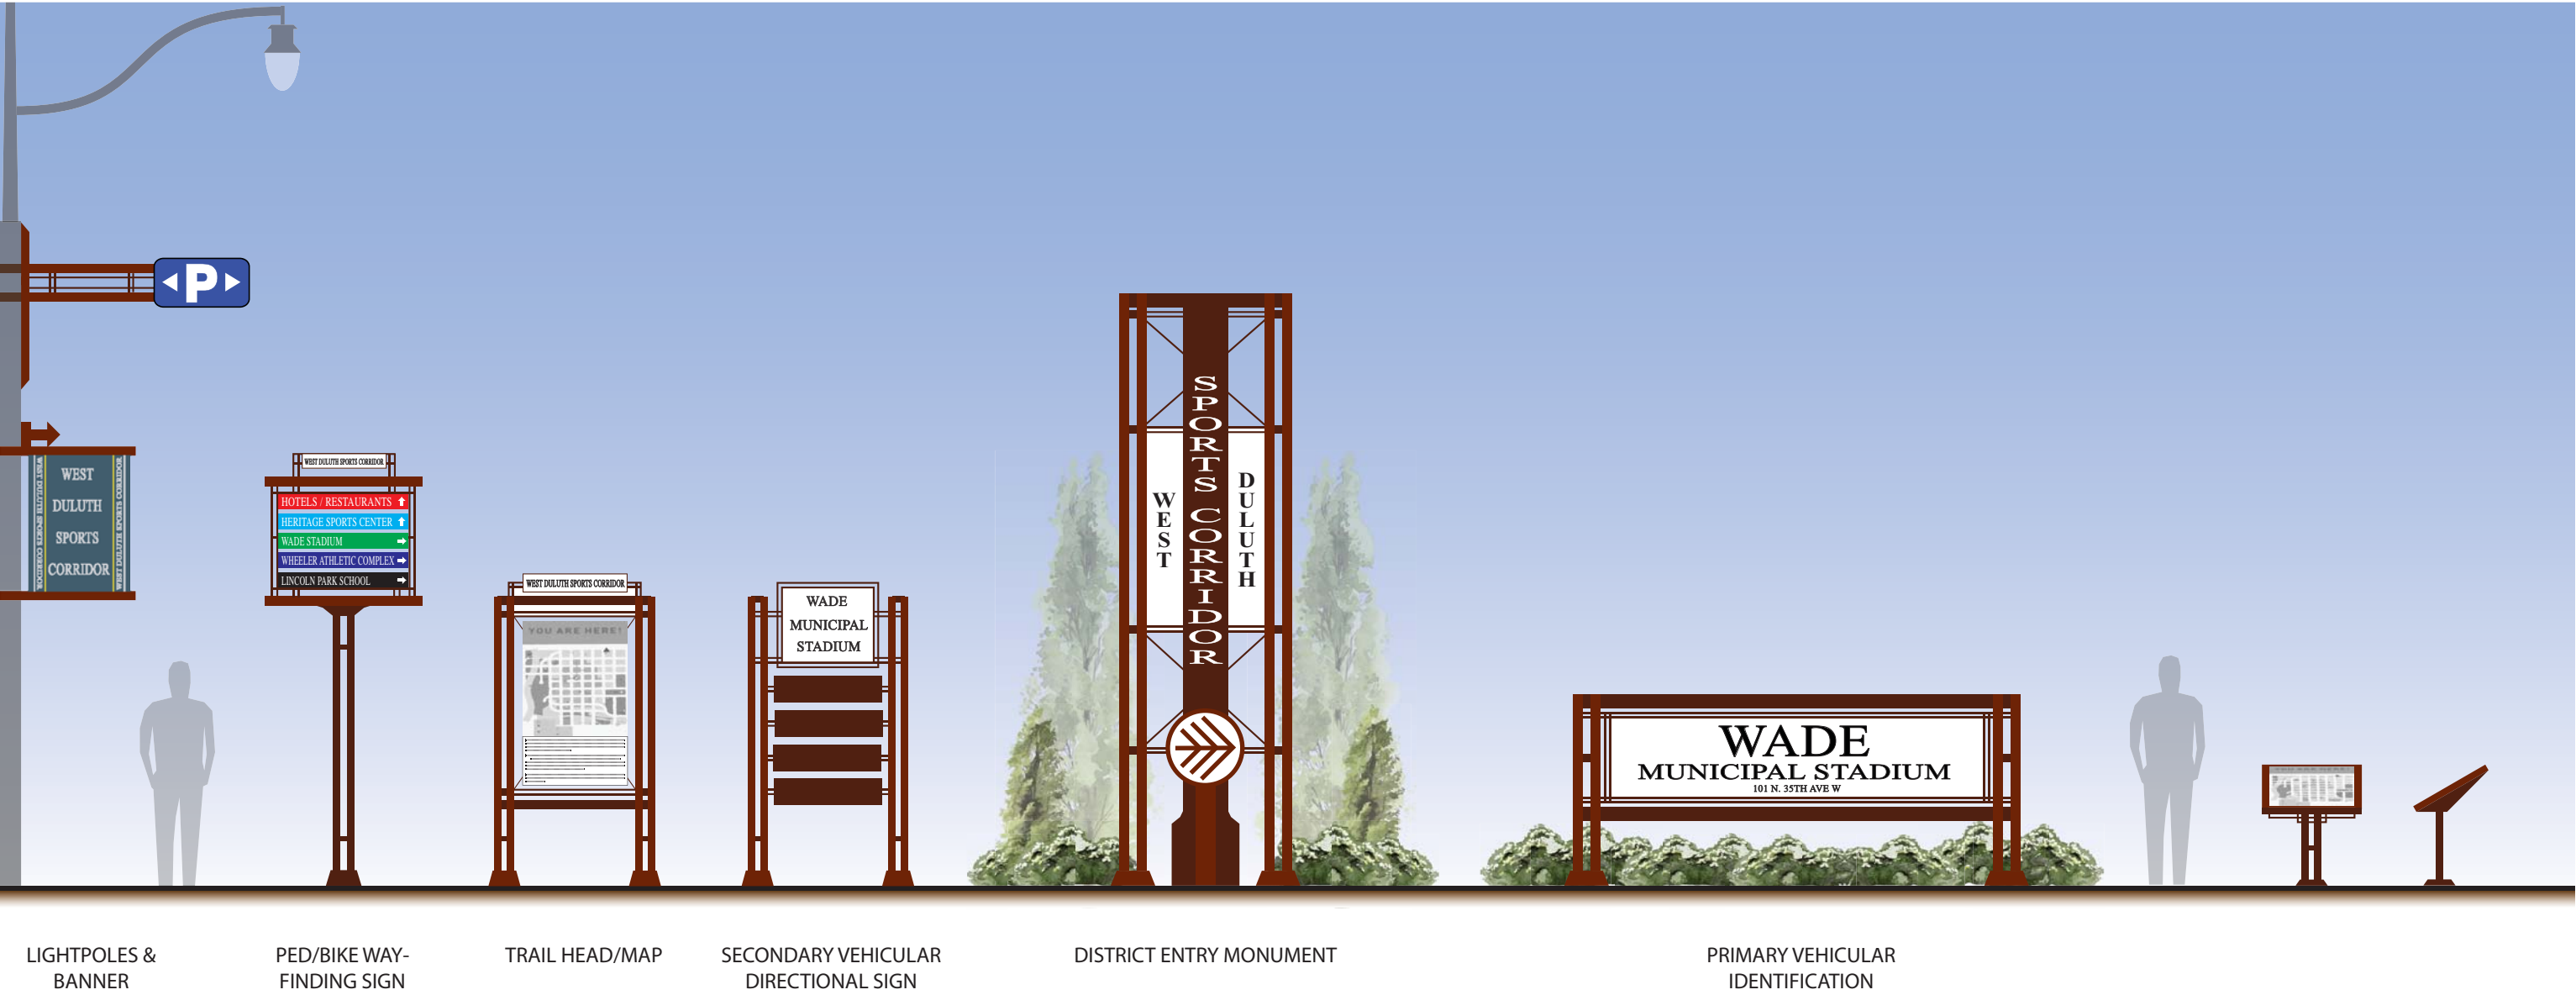 P
WEST DULUTH SPORTS CORRIDOR
WEST
DULUTH
SPORTS
CORRIDOR
WEST DULUTH SPORTS CORRIDOR
WEST DULUTH SPORTS CORRIDOR
HOTELS / RESTAURANTS
HERITAGE SPORTS CENTER
WADE STADIUM
WHEELER ATHLETIC COMPLEX
LINCOLN PARK SCHOOL
WEST DULUTH SPORTS CORRIDOR
YOU ARE HERE!
WADE
MUNICIPAL
STADIUM
WEST
SPORTS CORRIDOR
DULUTH
WADE
MUNICIPAL STADIUM
101 N. 35TH AVE W
LIGHTPOLES &
BANNER
PED/BIKE WAY-
FINDING SIGN
TRAIL HEAD/MAP
SECONDARY VEHICULAR
DIRECTIONAL SIGN
DISTRICT ENTRY MONUMENT
PRIMARY VEHICULAR
IDENTIFICATION